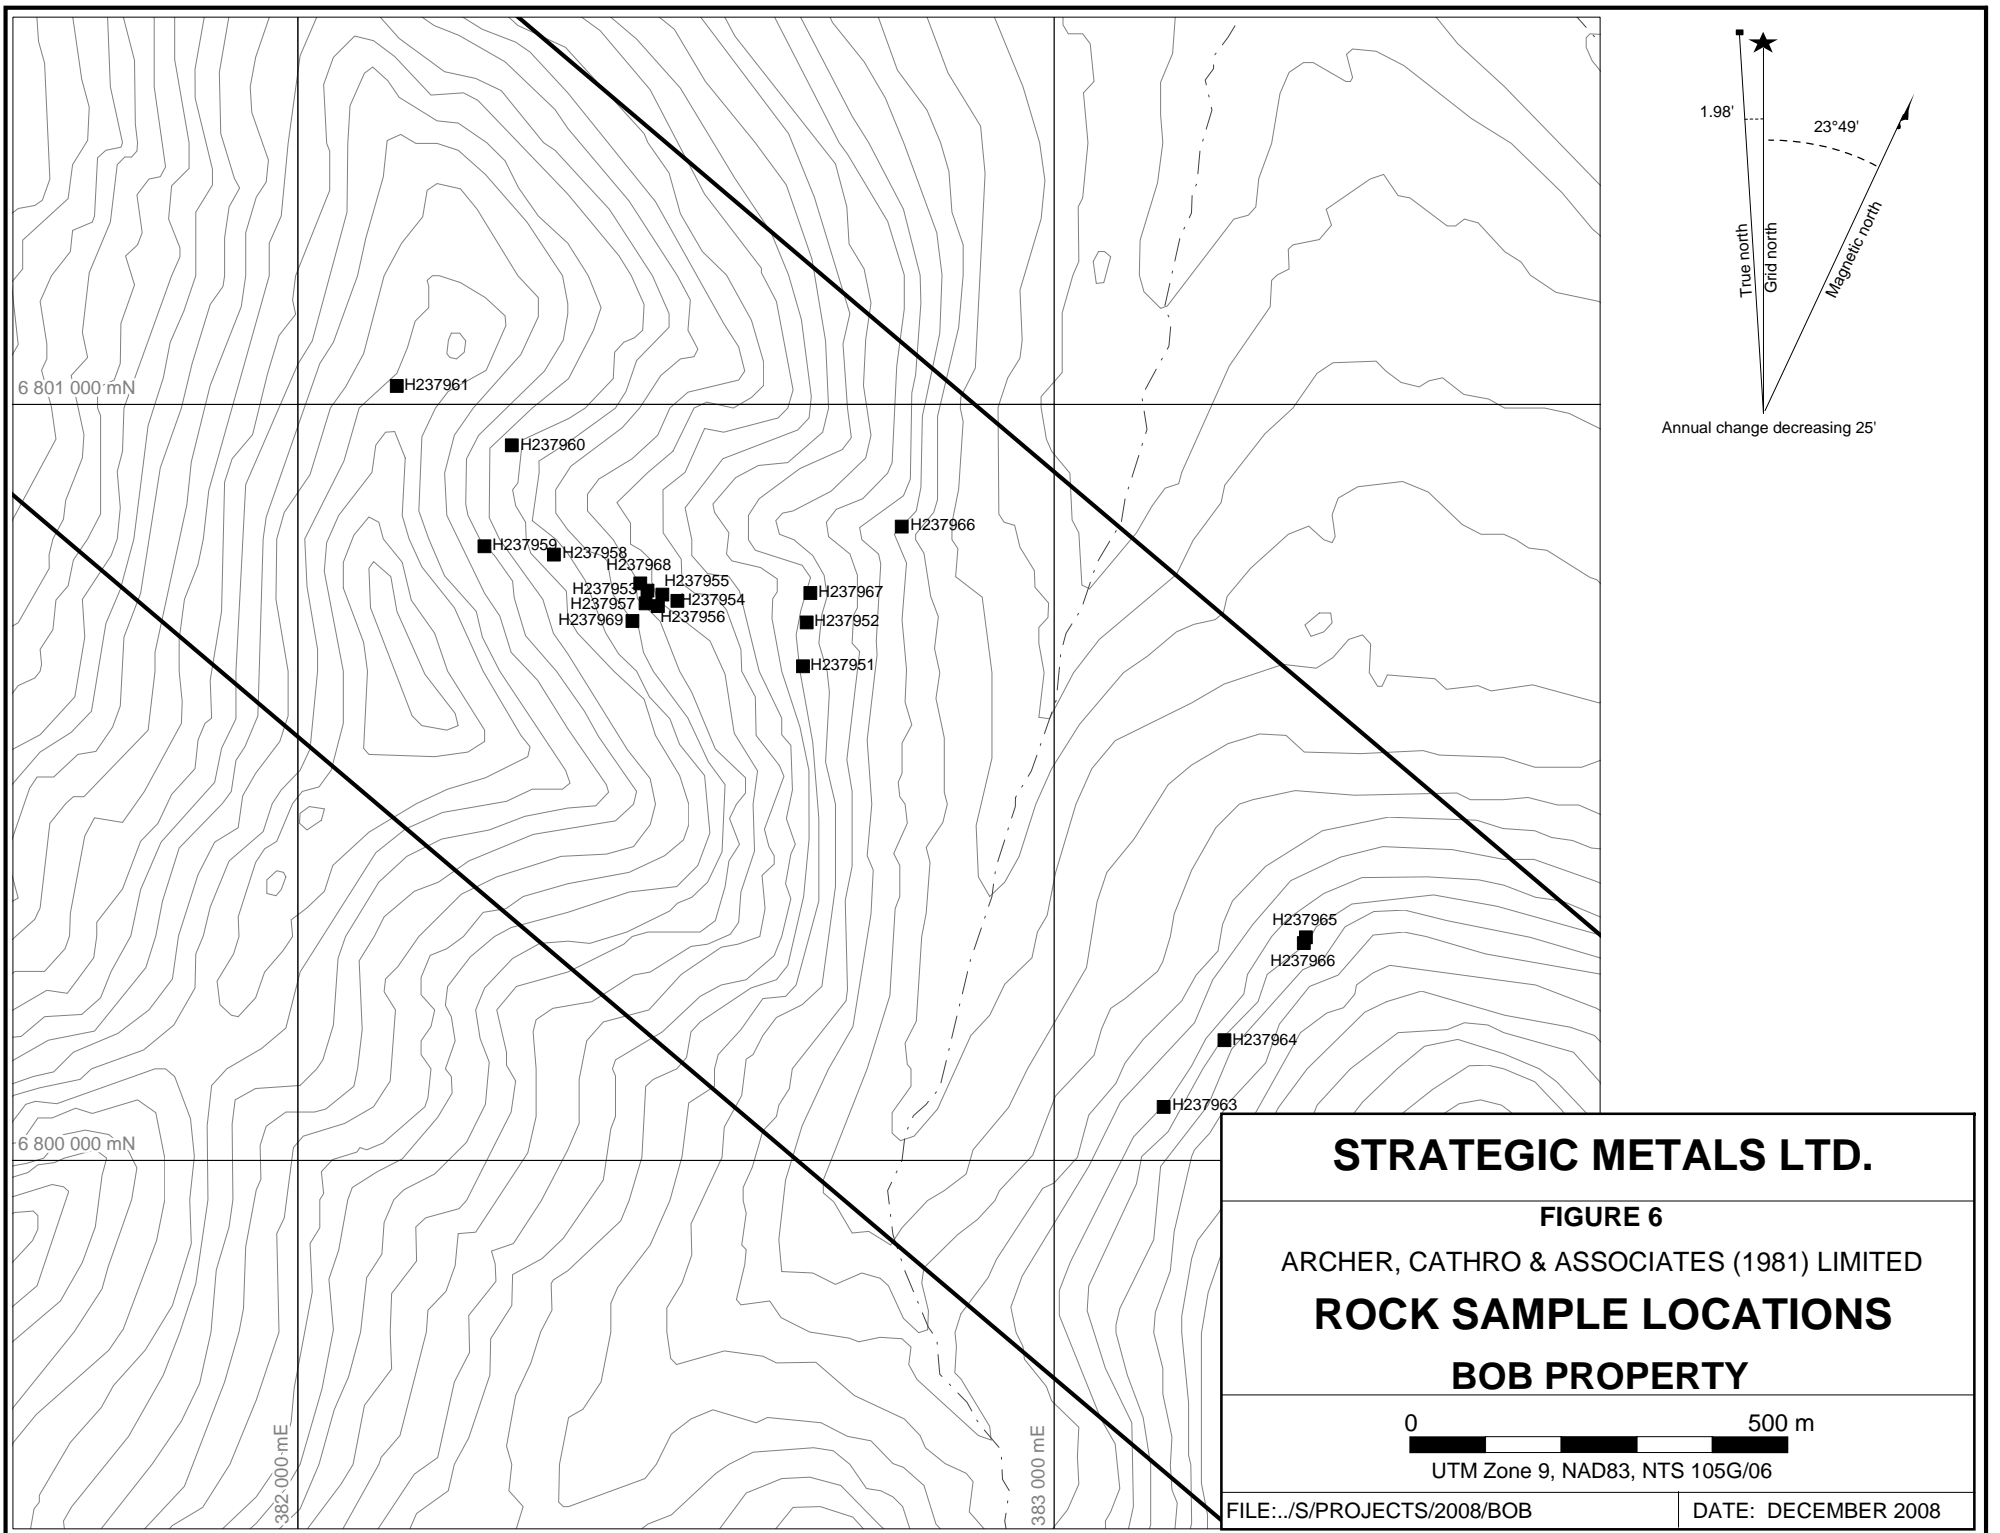 1.98'
23°49'
True north
Grid north
Magnetic north
Annual change decreasing 25'
6 801 000 mN
H237961
H237960
H237966
H237959
H237958
H237968
H237953
H237955
H237967
H237957
H237954
H237969
H237956
H237952
H237951
H237965
H237966
H237964
H237963
6 800 000 mN
382 000 mE
383 000 mE
STRATEGIC METALS LTD.
FIGURE 6
ARCHER, CATHRO & ASSOCIATES (1981) LIMITED
ROCK SAMPLE LOCATIONS
BOB PROPERTY
0 500 m
UTM Zone 9, NAD83, NTS 105G/06
FILE:../S/PROJECTS/2008/BOB
DATE: DECEMBER 2008